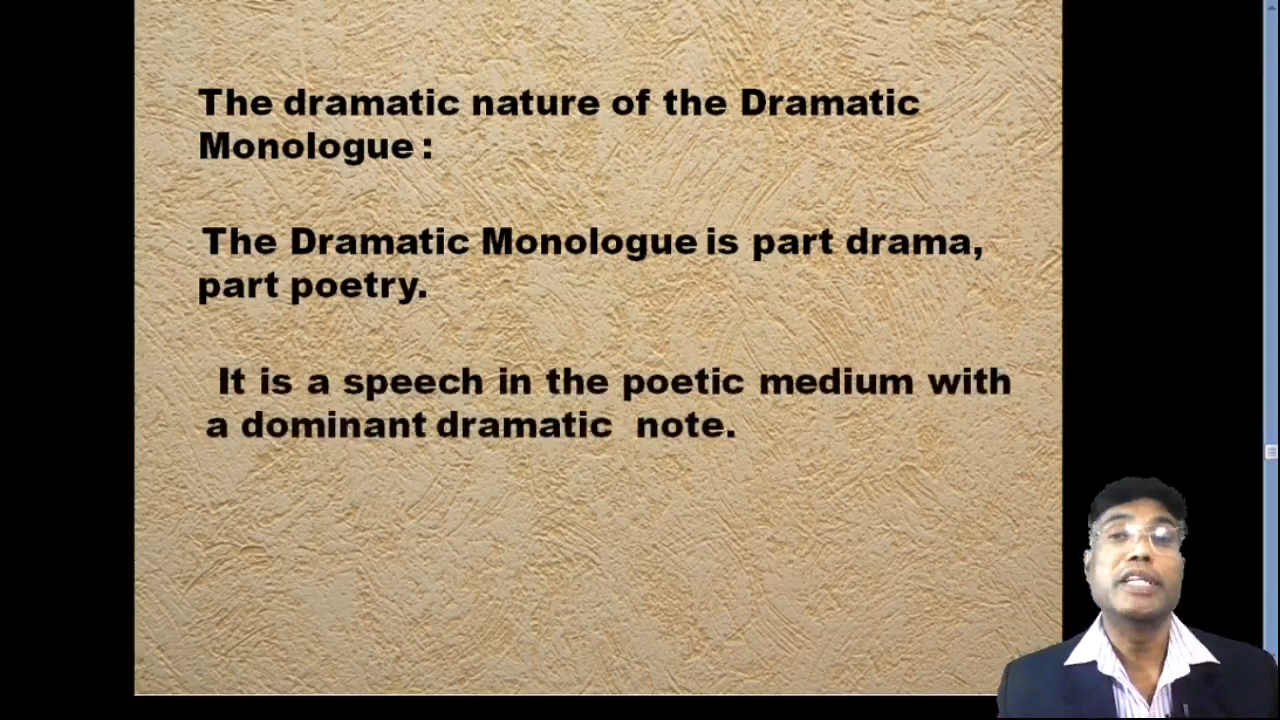 The dramatic nature of the Dramatic
Monologue :
The Dramatic Monologue is part drama,
part poetry.
It is a speech in the poetic medium with
a dominant dramatic note.